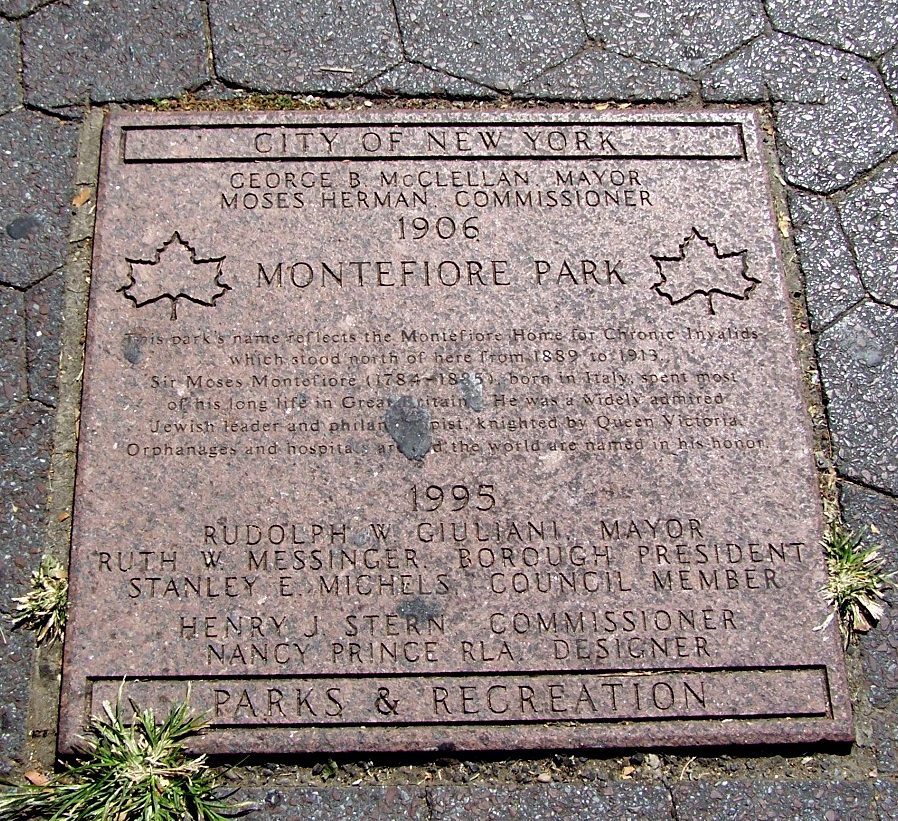 CITY OF NEW YORK
GEORGE B. McCLELLAN, MAYOR
MOSES HERMAN, COMMISSIONER
1906
MONTEFIORE PARK
This park's name reflects the Montefiore Home for Chronic Invalids
which stood north of here from 1889 to 1913.
Sir Moses Montefiore (1784-1885), born in Italy, spent most
of his long life in Great Britain. He was a widely admired
Jewish leader and philanthropist, knighted by Queen Victoria.
Orphanages and hospitals around the world are named in his honor.
1995
RUDOLPH W. GIULIANI, MAYOR
RUTH W. MESSINGER, BOROUGH PRESIDENT
STANLEY E. MICHELS, COUNCIL MEMBER
HENRY J. STERN, COMMISSIONER
NANCY PRINCE RLA, DESIGNER
PARKS & RECREATION